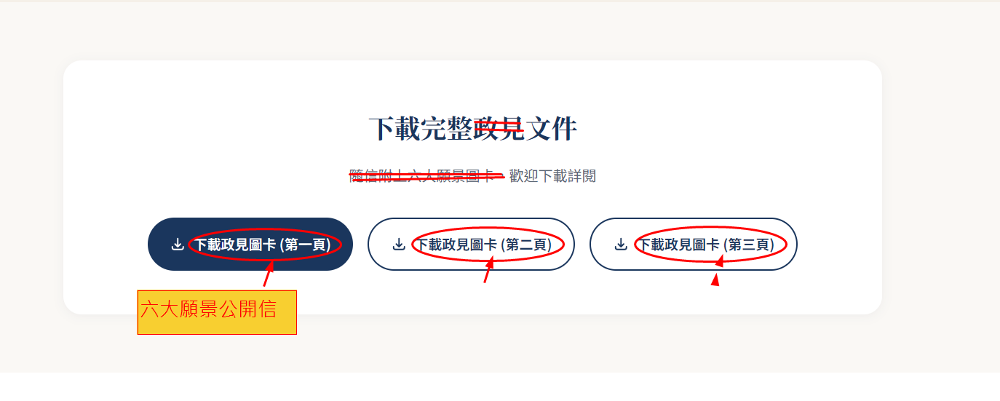 下載完整政見文件
隨信附上六大願景圖卡，歡迎下載詳閱
下載政見圖卡 (第一頁)
下載政見圖卡 (第二頁)
下載政見圖卡 (第三頁)
六大願景公開信